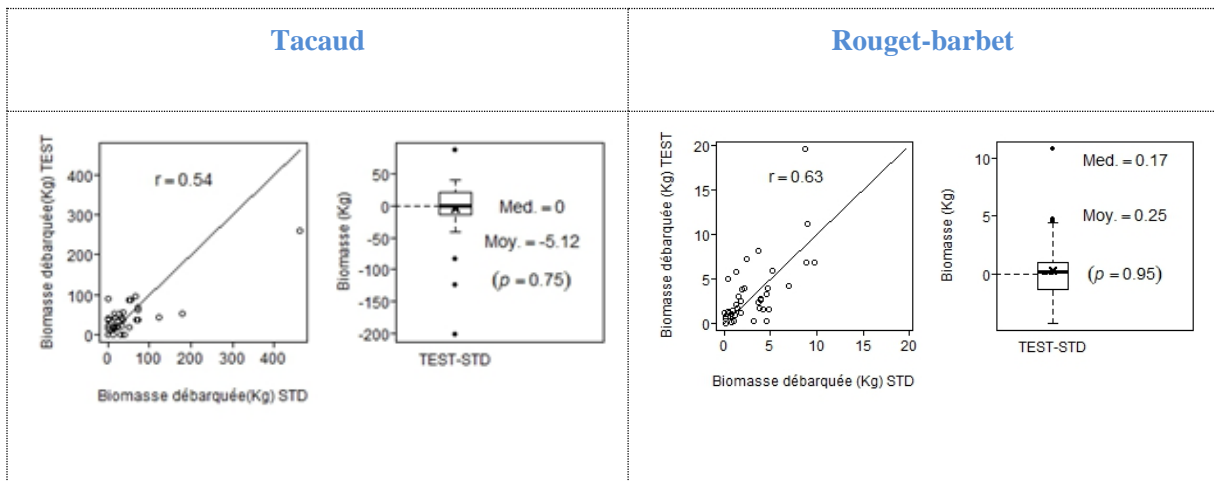 Tacaud
Rouget-barbet
Biomasse débarquée(Kg) TEST
400
300
200
100
0
r = 0.54
0 100 200 300 400
Biomasse débarquée(Kg) STD
Biomasse (Kg)
50
0
-50
-100
-150
-200
Med. = 0
Moy. = -5.12
(p = 0.75)
TEST-STD
Biomasse débarquée (Kg) TEST
20
15
10
5
0
r = 0.63
0 5 10 15 20
Biomasse débarquée (Kg) STD
Biomasse (Kg)
10
5
0
Med. = 0.17
Moy. = 0.25
(p = 0.95)
TEST-STD